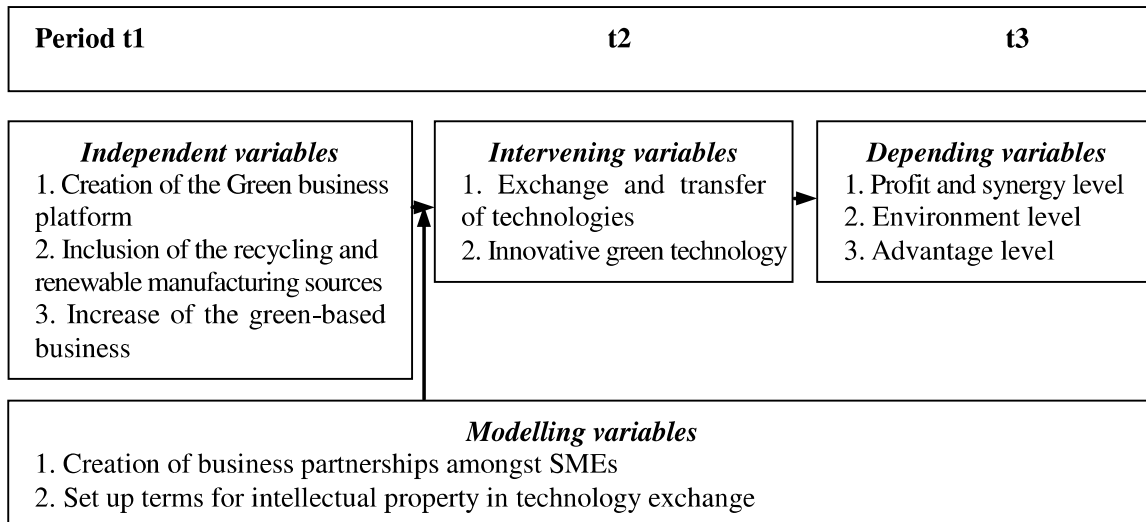 Period t1 t2 t3
Independent variables
1. Creation of the Green business
platform
2. Inclusion of the recycling and
renewable manufacturing sources
3. Increase of the green-based
business
Intervening variables
1. Exchange and transfer
of technologies
2. Innovative green technology
Depending variables
1. Profit and synergy level
2. Environment level
3. Advantage level
Modelling variables
1. Creation of business partnerships amongst SMEs
2. Set up terms for intellectual property in technology exchange